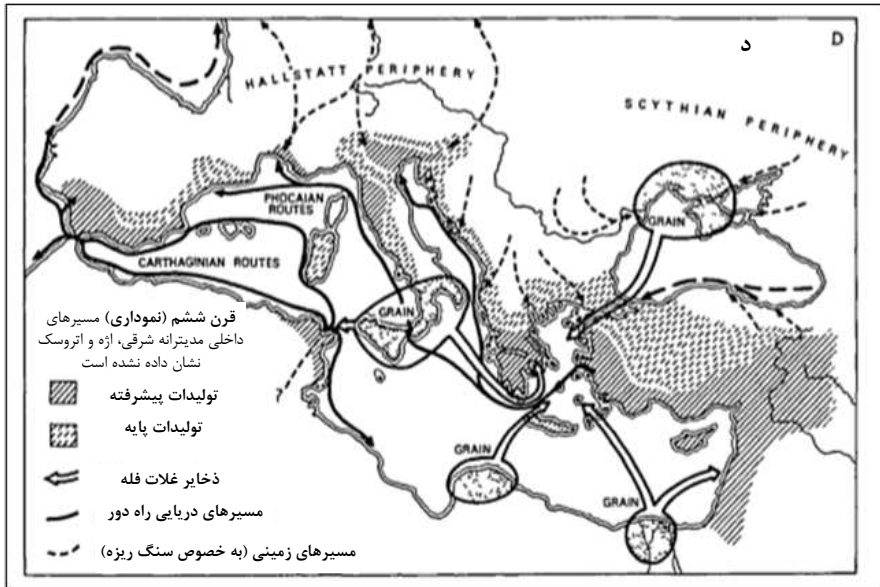 د
D
HALLSTATT PERIPHERY
SCYTHIAN PERIPHERY
GRAIN
PHOCAIAN
ROUTES
CARTHAGINIAN ROUTES
GRAIN
قرن ششم (نموداری) مسیرهای
داخلی مدیترانه شرقی، اژه و اتروسک
نشان داده نشده است
?
تولیدات پیشرفته
تولیدات پایه
GRAIN
GRAIN
ذخایر غلات فله
مسیرهای دریایی راه دور
مسیرهای زمینی (به خصوص سنگ ریزه)